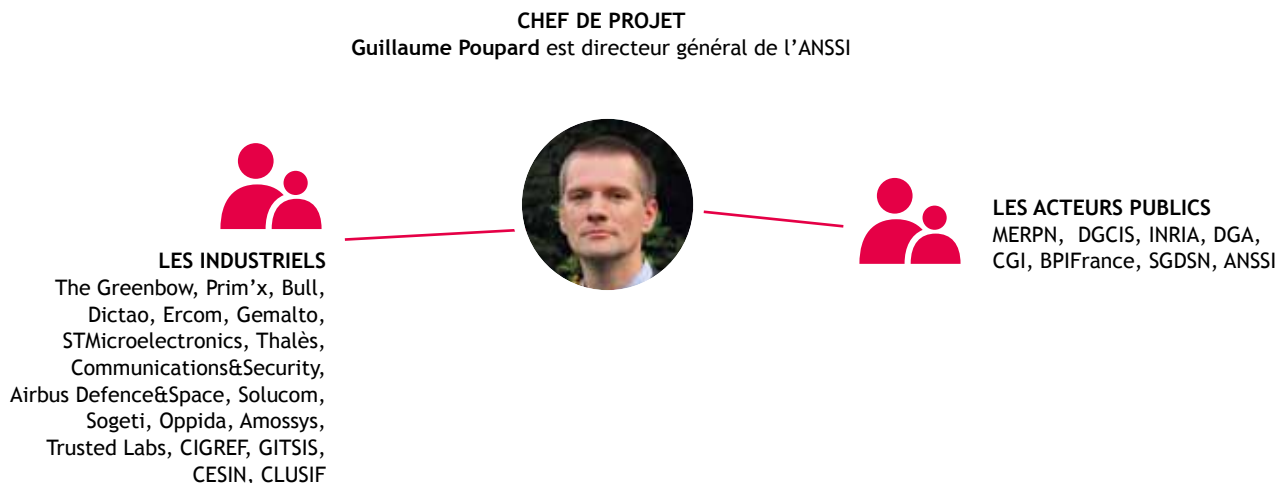 CHEF DE PROJET
Guillaume Poupard est directeur général de l’ANSSI
LES INDUSTRIELS
The Greenbow, Prim’x, Bull,
Dictao, Ercom, Gemalto,
STMicroelectronics, Thalès,
Communications&Security,
Airbus Defence&Space, Solucom,
Sogeti, Oppida, Amossys,
Trusted Labs, CIGREF, GITSIS,
CESIN, CLUSIF
LES ACTEURS PUBLICS
MERPN, DGCIS, INRIA, DGA,
CGI, BPIFrance, SGDSN, ANSSI